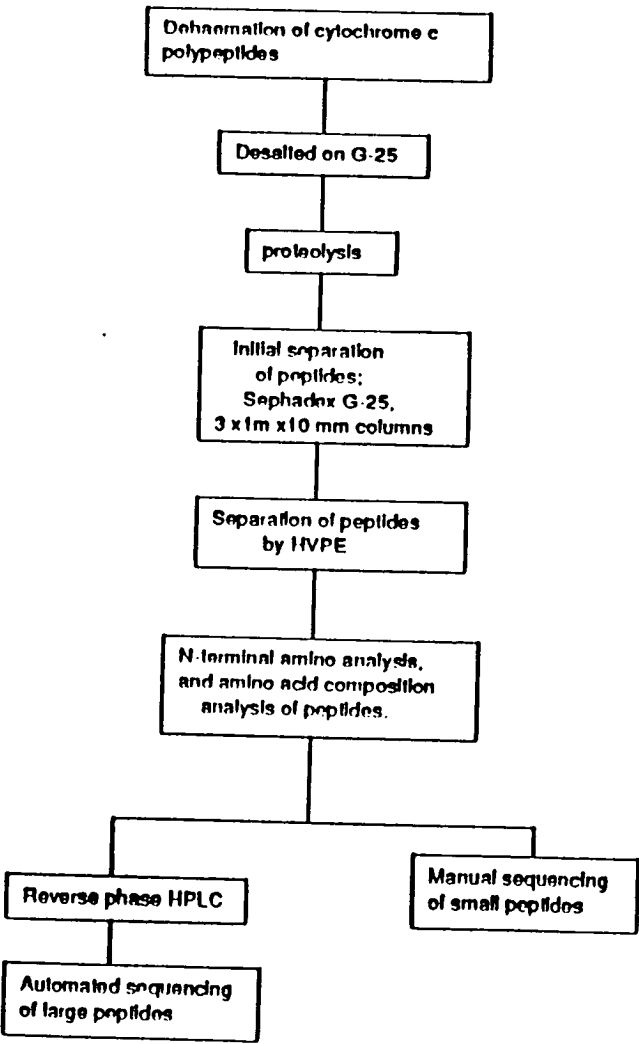 Dehaemation of cytochrome c
polypeptides
Desalted on G-25
proteolysis
Initial separation
of peptides;
Sephadex G-25,
3 x 1m x10 mm columns
Separation of peptides
by HVPE
N-terminal amino analysis,
and amino acid composition
analysis of peptides.
Reverse phase HPLC
Manual sequencing
of small peptides
Automated sequencing
of large peptides